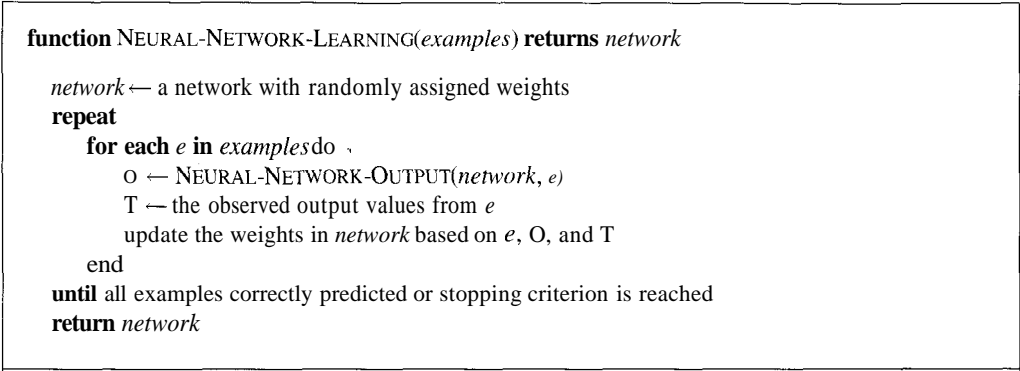 function NEURAL-NETWORK-LEARNING(examples) returns network
network ← a network with randomly assigned weights
repeat
for each e in examples do
O ← NEURAL-NETWORK-OUTPUT(network, e)
T ← the observed output values from e
update the weights in network based on e, O, and T
end
until all examples correctly predicted or stopping criterion is reached
return network